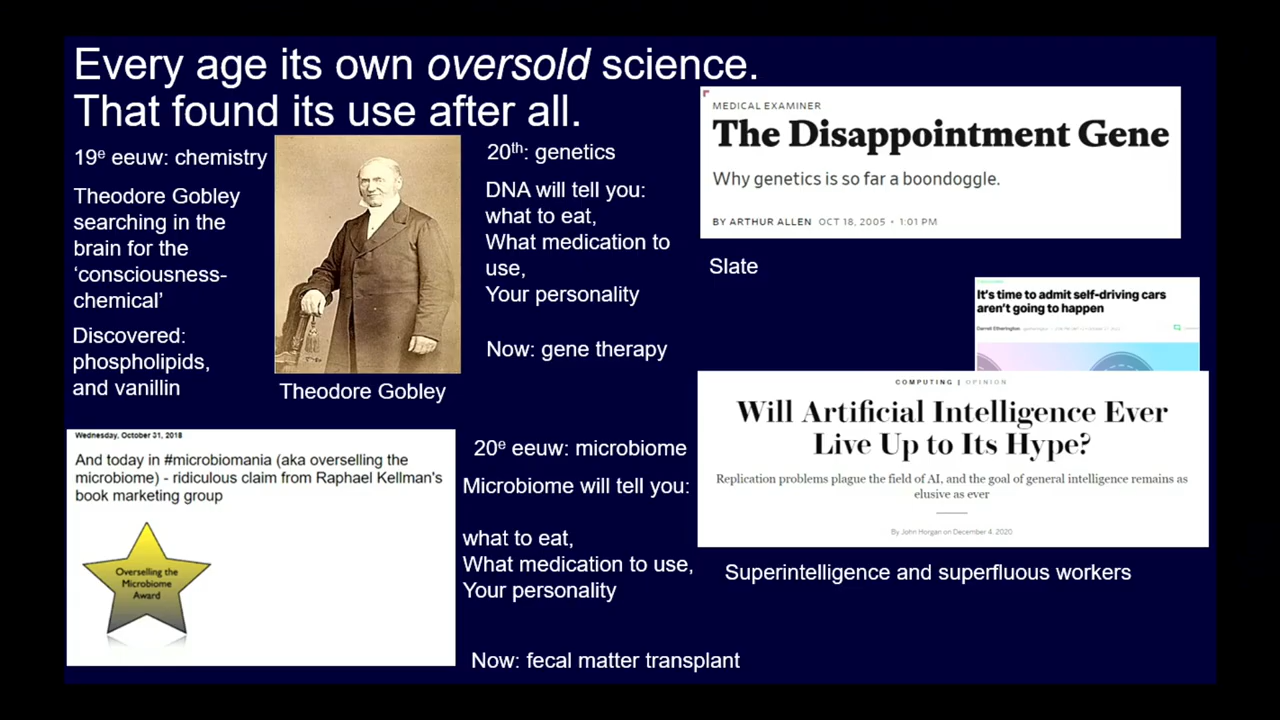 Every age its own oversold science.
That found its use after all.
19e eeuw: chemistry
Theodore Gobley
searching in the
brain for the
‘consciousness-
chemical’
Discovered:
phospholipids,
and vanillin
Theodore Gobley
20th: genetics
DNA will tell you:
what to eat,
What medication to
use,
Your personality
Now: gene therapy
MEDICAL EXAMINER
The Disappointment Gene
Why genetics is so far a boondoggle.
BY ARTHUR ALLEN OCT 18, 2005 • 1:01 PM
Slate
Wednesday, October 31, 2018
And today in #microbiomania (aka overselling the
microbiome) - ridiculous claim from Raphael Kellman's
book marketing group
Overselling the
Microbiome
Award
20e eeuw: microbiome
Microbiome will tell you:
what to eat,
What medication to use,
Your personality
Now: fecal matter transplant
It's time to admit self-driving cars
aren't going to happen
Darrell Etherington
COMPUTING | OPINION
Will Artificial Intelligence Ever
Live Up to Its Hype?
Replication problems plague the field of AI, and the goal of general intelligence remains as
elusive as ever
By John Horgan on December 4, 2020
Superintelligence and superfluous workers